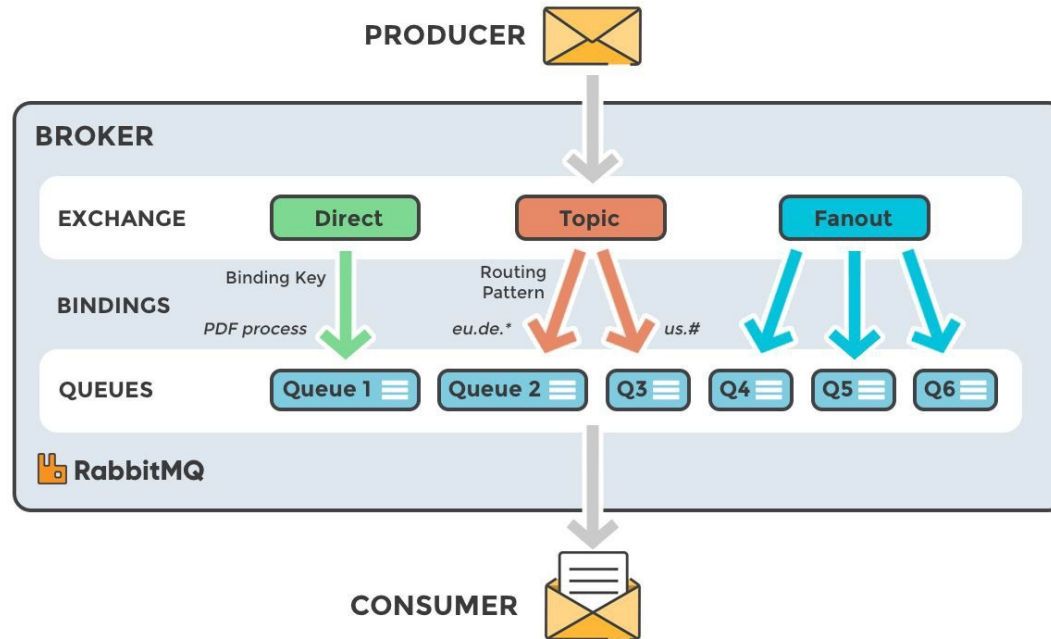 PRODUCER
BROKER
EXCHANGE
Direct
Topic
Fanout
BINDINGS
Binding Key
PDF process
Routing
Pattern
eu.de.*
us.#
QUEUES
Queue 1
Queue 2
Q3
Q4
Q5
Q6
RabbitMQ
CONSUMER